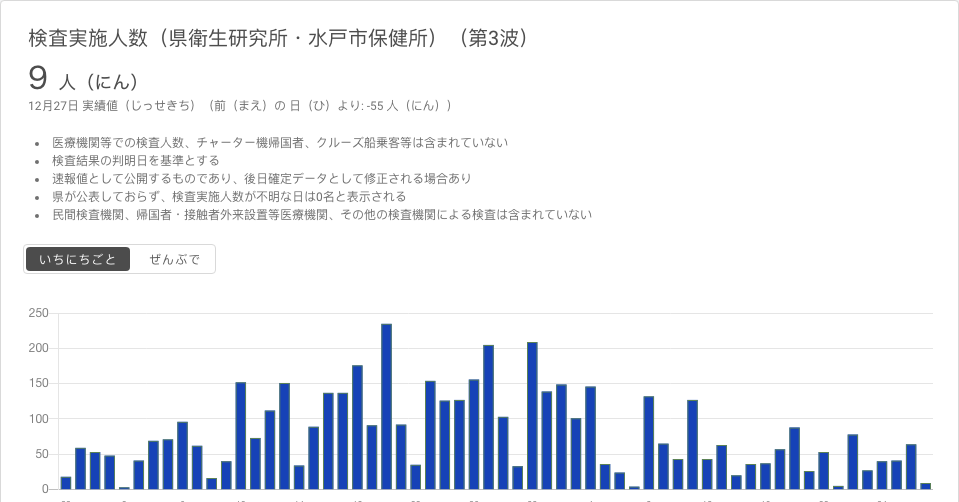 検査実施人数（県衛生研究所・水戸市保健所）（第3波）
9 人（にん）
12月27日 実績値（じっせきち）（前（まえ）の 日（ひ）より: -55 人（にん））
• 医療機関等での検査人数、チャーター機帰国者、クルーズ船乗客等は含まれていない
• 検査結果の判明日を基準とする
• 速報値として公開するものであり、後日確定データとして修正される場合あり
• 県が公表しておらず、検査実施人数が不明な日は0名と表示される
• 民間検査機関、帰国者・接触者外来設置等医療機関、その他の検査機関による検査は含まれていない
いちにちごと ぜんぶで
250
200
150
100
50
0